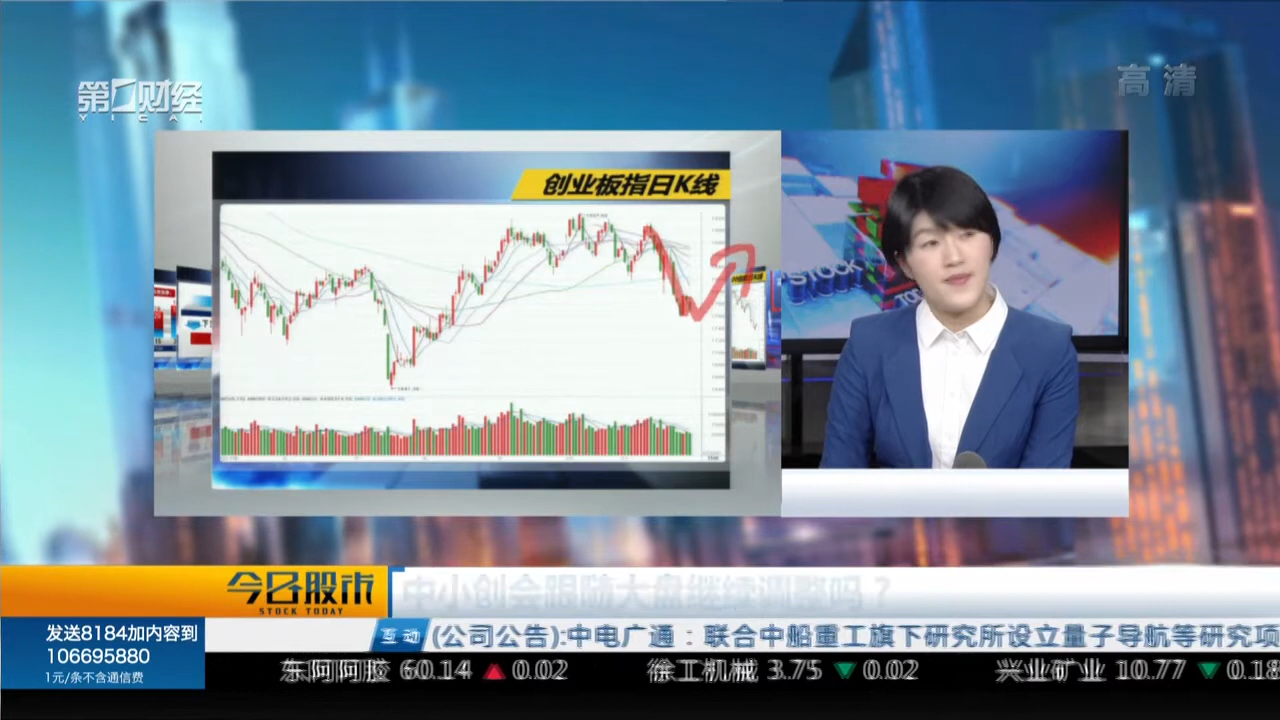 第一财经
YICAI
高清
创业板指日K线
STOCK
今日股市
STOCK TODAY
中小创会跟随大盘继续调整吗？
发送8184加内容到
106695880
1元/条不含通信费
互动
(公司公告):中电广通：联合中船重工旗下研究所设立量子导航等研究项
东阿阿胶 60.14 ▲ 0.02 徐工机械 3.75 ▼ 0.02 兴业矿业 10.77 ▼ 0.18